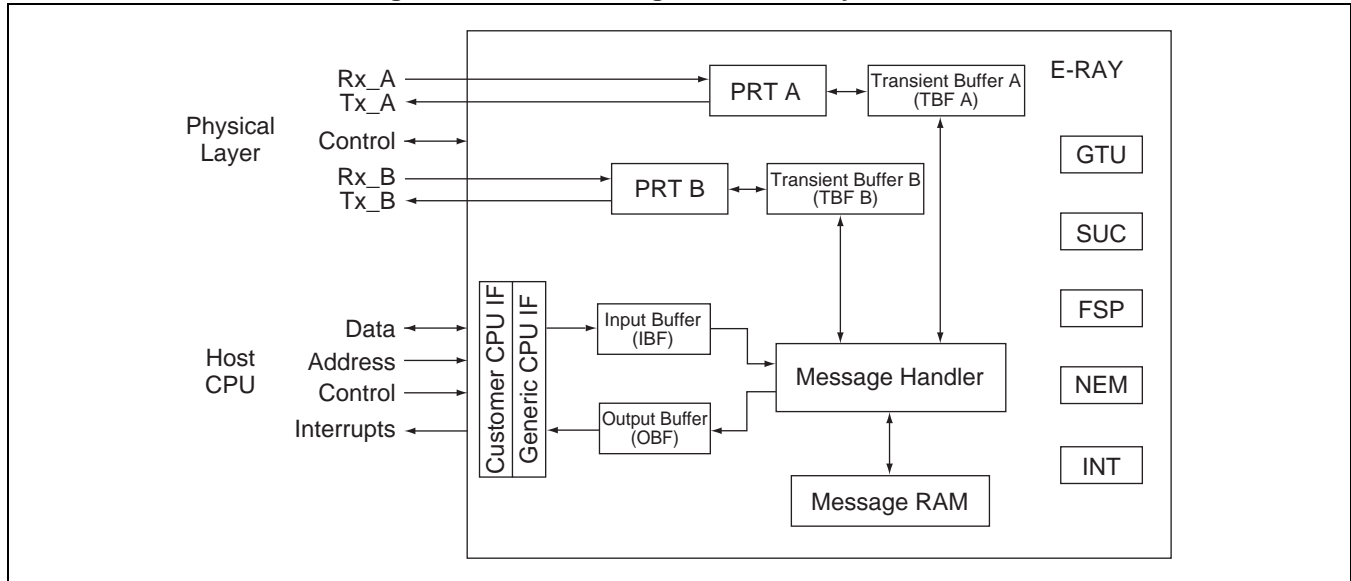 Rx_A
Tx_A
Physical
Layer
Control
Rx_B
Tx_B
PRT A
Transient Buffer A
(TBF A)
E-RAY
PRT B
Transient Buffer B
(TBF B)
GTU
SUC
FSP
NEM
INT
Host
CPU
Data
Address
Control
Interrupts
Customer CPU IF
Generic CPU IF
Input Buffer
(IBF)
Output Buffer
(OBF)
Message Handler
Message RAM